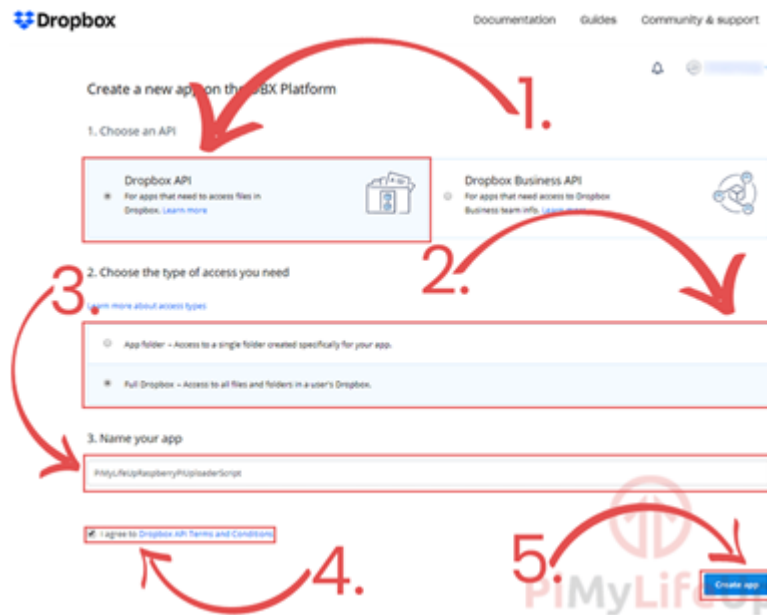 Dropbox
Documentation Guides Community & support
Create a new app on the DBX Platform
1.
1. Choose an API
Dropbox API
For apps that need to access files in
Dropbox. Learn more
Dropbox Business API
For apps that need access to Dropbox
Business team info. Learn more
2.
2. Choose the type of access you need
3.
Learn more about access types
App folder – Access to a single folder created specifically for your app.
Full Dropbox – Access to all files and folders in a user's Dropbox.
3. Name your app
PiMyLifeUpRaspberryPiUploaderScript
I agree to Dropbox API Terms and Conditions.
4.
5.
Create app
PiMyLifeUp